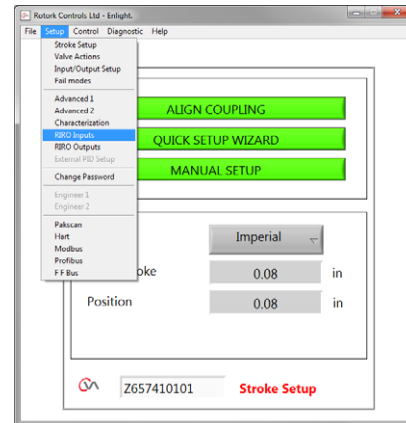 Rotork Controls Ltd - Enlight.
File Setup Control Diagnostic Help
Stroke Setup
Valve Actions
Input/Output Setup
Fail modes
Advanced 1
Advanced 2
Characterization
RIRO Inputs
RIRO Outputs
External PID Setup
Change Password
Engineer 1
Engineer 2
Pakscan
Hart
Modbus
Profibus
F F Bus
ALIGN COUPLING
QUICK SETUP WIZARD
MANUAL SETUP
Imperial
oke 0.08 in
Position 0.08 in
Z657410101 Stroke Setup